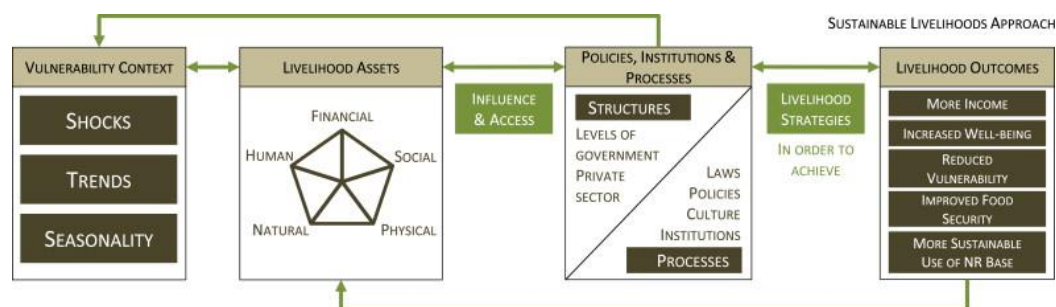 SUSTAINABLE LIVELIHOODS APPROACH
VULNERABILITY CONTEXT
SHOCKS
TRENDS
SEASONALITY
LIVELIHOOD ASSETS
FINANCIAL
HUMAN
SOCIAL
NATURAL
PHYSICAL
INFLUENCE
& ACCESS
POLICIES, INSTITUTIONS &
PROCESSES
STRUCTURES
LEVELS OF
GOVERNMENT
PRIVATE
SECTOR
LAWS
POLICIES
CULTURE
INSTITUTIONS
PROCESSES
LIVELIHOOD
STRATEGIES
IN ORDER TO
ACHIEVE
LIVELIHOOD OUTCOMES
MORE INCOME
INCREASED WELL-BEING
REDUCED
VULNERABILITY
IMPROVED FOOD
SECURITY
MORE SUSTAINABLE
USE OF NR BASE